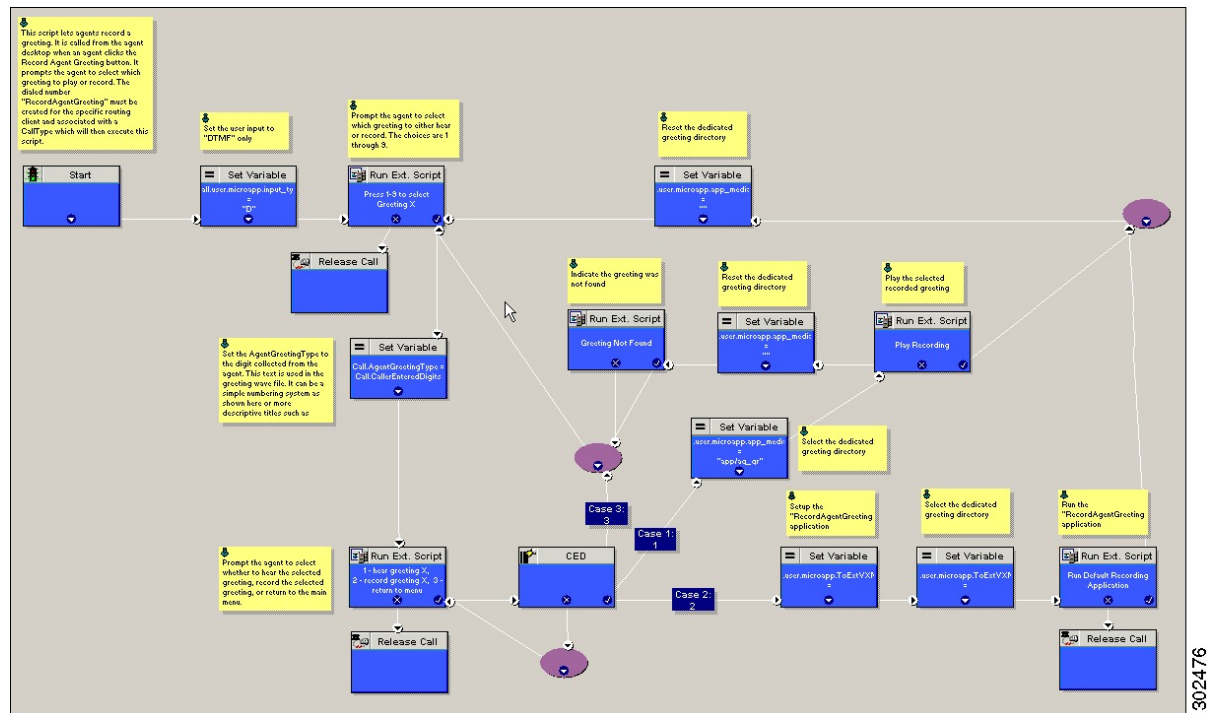 This script lets agents record a
greeting. It is called from the agent
desktop when an agent clicks the
Record Agent Greeting button. It
prompts the agent to select which
greeting to play or record. The
dialed number
"RecordAgentGreeting" must be
created for the specific routing
client and associated with a
CallType which will then execute this
script.
Set the user input to
"DTMF" only
Prompt the agent to select
which greeting to either hear
or record. The choices are 1
through 9.
Reset the dedicated
greeting directory
Start
Set Variable
all.user.microapp.input_ty
=
"D"
Run Ext. Script
Press 1-9 to select
Greeting X
Set Variable
.user.microapp.app_medi
=
""
Release Call
Indicate the greeting was
not found
Reset the dedicated
greeting directory
Play the selected
recorded greeting
Run Ext. Script
Greeting Not Found
Set Variable
.user.microapp.app_medi
=
""
Run Ext. Script
Play Recording
Set the AgentGreetingType to
the digit collected from the
agent. This text is used in the
greeting wave file. It can be a
simple numbering system as
shown here or more
descriptive titles such as
Set Variable
Call.AgentGreetingType =
Call.CallerEnteredDigits
Set Variable
.user.microapp.app_medi
=
"app/ag_gr"
Select the dedicated
greeting directory
Case 3:
3
Case 1:
1
Setup the
"RecordAgentGreeting
application
Select the dedicated
greeting directory
Run the
"RecordAgentGreeting
application
Prompt the agent to select
whether to hear the selected
greeting, record the selected
greeting, or return to the main
menu.
Run Ext. Script
1 - hear greeting X,
2 - record greeting X, 3 -
return to menu
CED
Case 2:
2
Set Variable
.user.microapp.ToExtVXM
=
Set Variable
.user.microapp.ToExtVXM
=
Run Ext. Script
Run Default Recording
Application
Release Call
Release Call
302476